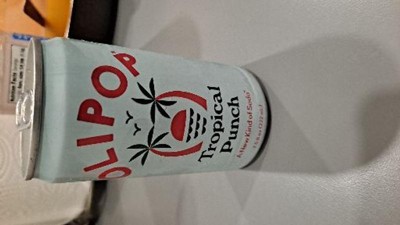 OLIPOP
Tropical
Punch
A New Kind of Soda